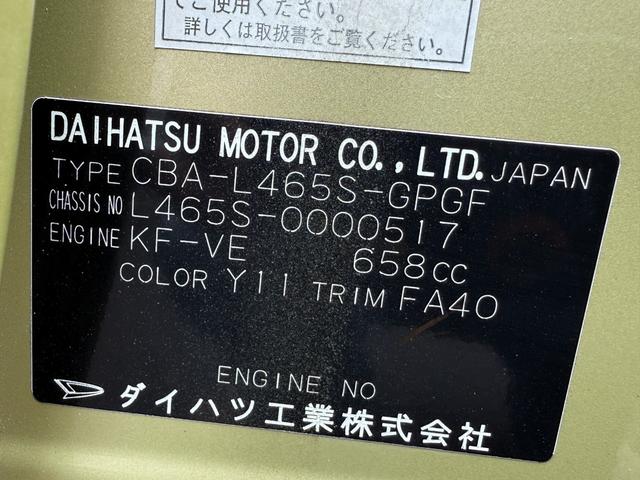 てご使用ください。
詳しくは取扱書をご覧ください。
DAIHATSU MOTOR CO., LTD. JAPAN
TYPE CBA-L465S-GPGF
CHASSIS NO L465S-0000517
ENGINE KF-VE 658cc
COLOR Y11 TRIM FA40
ENGINE NO
ダイハツ工業株式会社